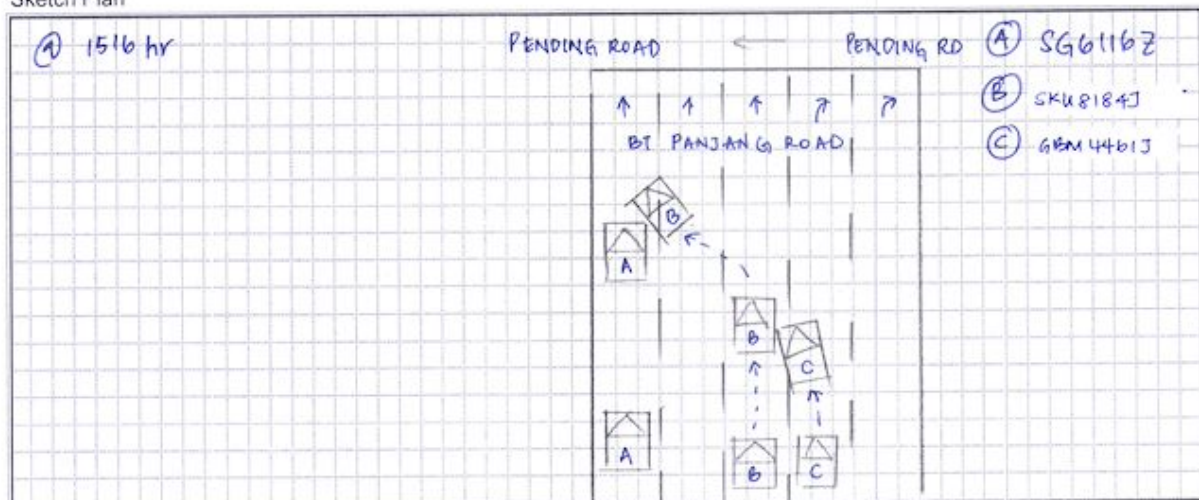 Sketch Plan
@ 1516 hr
PENDING ROAD ← PENDING RD
A SG6116Z
B SKU8184J
C GBM4461J
BT PANJANG ROAD
B
A
B
C
A
B
C